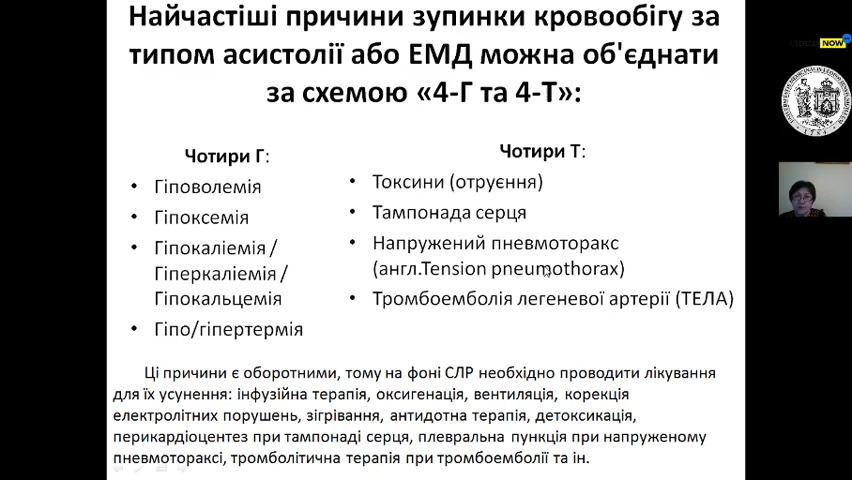 Найчастіші причини зупинки кровообігу за
типом асистолії або ЕМД можна об'єднати
за схемою «4-Г та 4-Т»:
Чотири Г:
• Гіповолемія
• Гіпоксемія
• Гіпокаліемія /
Гіперкаліемія /
Гіпокальцемія
• Гіпо/гіпертермія
Чотири Т:
• Токсини (отруєння)
• Тампонада серця
• Напружений пневмоторакс
(англ.Tension pneumothorax)
• Тромбоемболія легеневої артерії (ТЕЛА)
Ці причини є оборотними, тому на фоні СЛР необхідно проводити лікування
для їх усунення: інфузійна терапія, оксигенація, вентиляція, корекція
електролітних порушень, зігрівання, антидотна терапія, детоксикація,
перикардіоцентез при тампонаді серця, плевральна пункція при напруженому
пневмотораксі, тромболітична терапія при тромбоемболії та ін.
NOW
1784